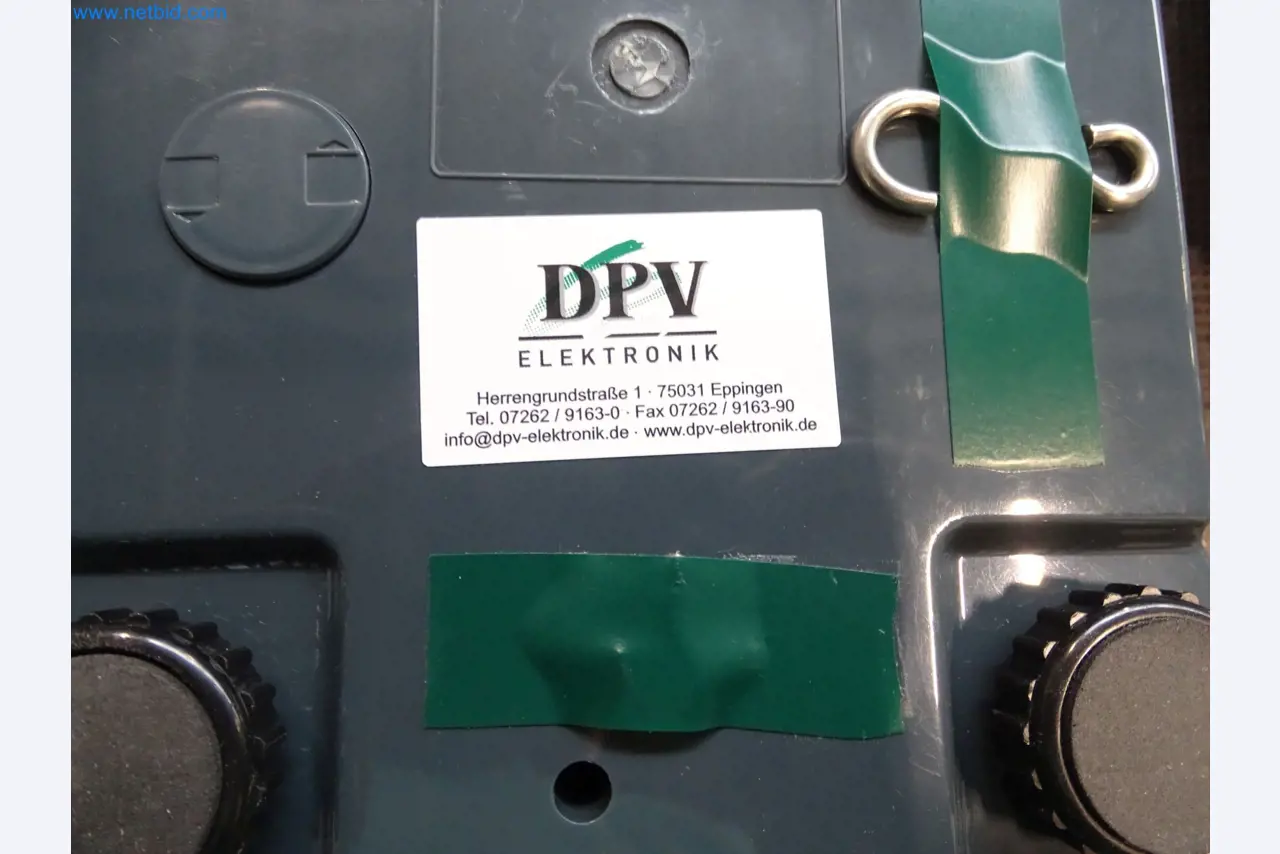 www.netbid.com
DPV
ELEKTRONIK
Herrengrundstraße 1 · 75031 Eppingen
Tel. 07262 / 9163-0 · Fax 07262 / 9163-90
info@dpv-elektronik.de · www.dpv-elektronik.de